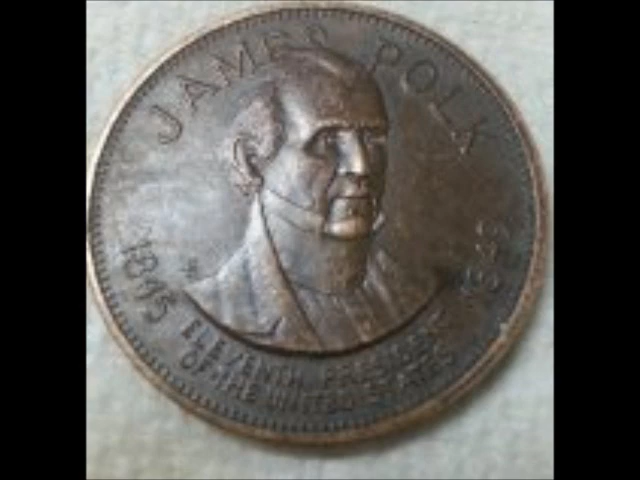 JAMES POLK
1845
1849
ELEVENTH PRESIDENT
OF THE UNITED STATES